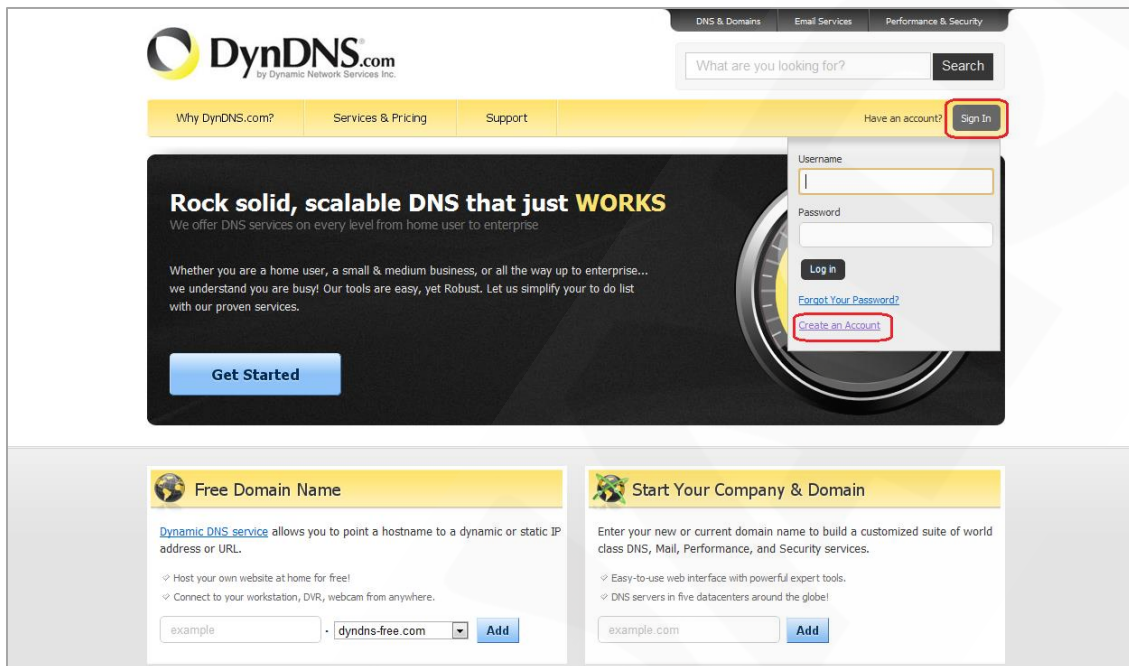 DNS & Domains Email Services Performance & Security
DynDNS.com
by Dynamic Network Services Inc.
What are you looking for? Search
Why DynDNS.com? Services & Pricing Support Have an account? Sign In
Username
Password
Log in
Forgot Your Password?
Create an Account
Rock solid, scalable DNS that just WORKS
We offer DNS services on every level from home user to enterprise
Whether you are a home user, a small & medium business, or all the way up to enterprise...
we understand you are busy! Our tools are easy, yet Robust. Let us simplify your to do list
with our proven services.
Get Started
Free Domain Name
Dynamic DNS service allows you to point a hostname to a dynamic or static IP
address or URL.
Host your own website at home for free!
Connect to your workstation, DVR, webcam from anywhere.
example . dyndns-free.com Add
Start Your Company & Domain
Enter your new or current domain name to build a customized suite of world
class DNS, Mail, Performance, and Security services.
Easy-to-use web interface with powerful expert tools.
DNS servers in five datacenters around the globe!
example.com Add